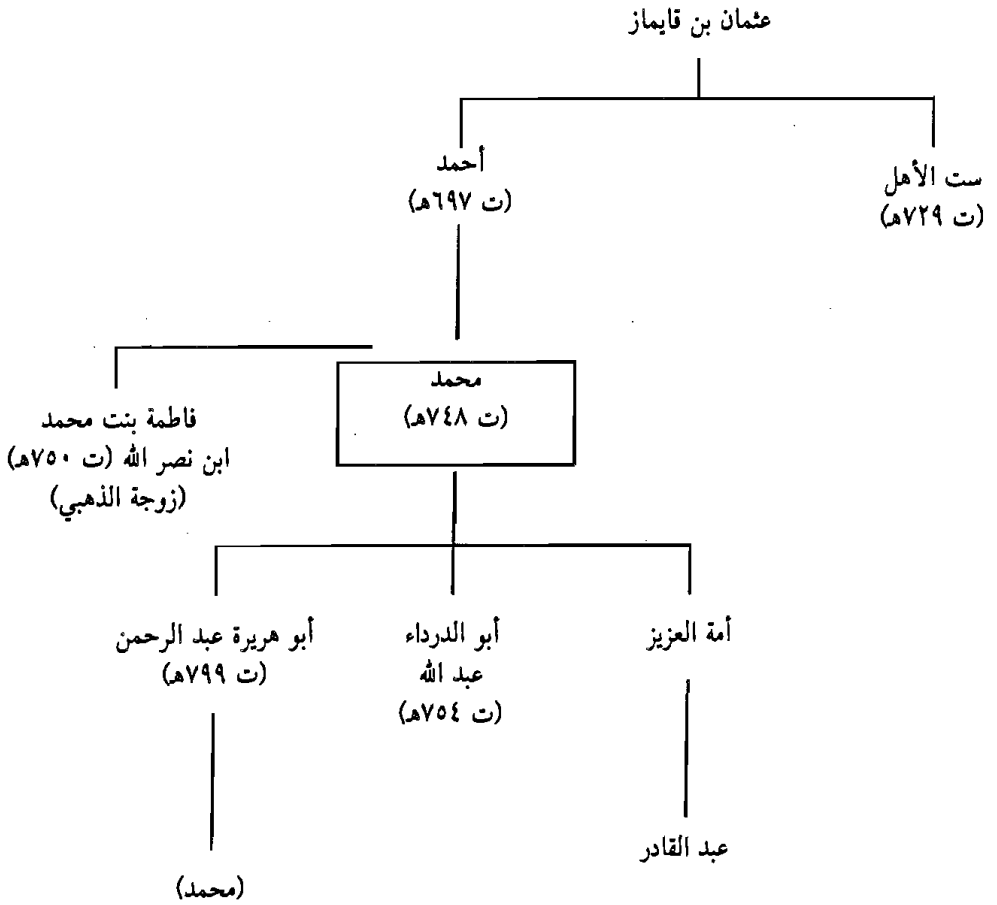 عثمان بن قايماز
ست الأهل
(ت ٧٢٩هـ)
أحمد
(ت ٦٩٧هـ)
محمد
(ت ٧٤٨هـ)
فاطمة بنت محمد
ابن نصر الله (ت ٧٥٠هـ)
(زوجة الذهبي)
أمة العزيز
أبو الدرداء
عبد الله
(ت ٧٥٤هـ)
أبو هريرة عبد الرحمن
(ت ٧٩٩هـ)
عبد القادر
(محمد)